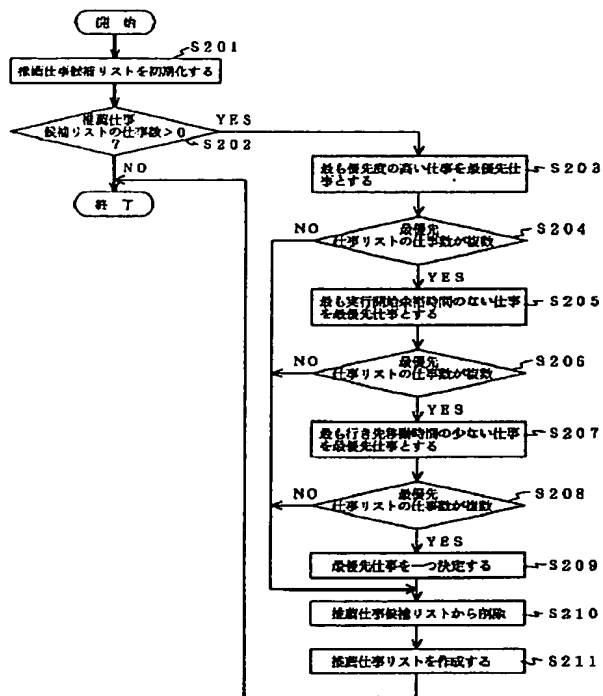 開始
S201
推薦仕事候補リストを初期化する
推薦仕事
候補リストの仕事数>0
?
YES
S202
NO
終了
最も優先度の高い仕事を最優先仕
事とする
S203
最優先
仕事リストの仕事数が複数
S204
NO
YES
最も実行開始余裕時間のない仕事
を最優先仕事とする
S205
最優先
仕事リストの仕事数が複数
S206
NO
YES
最も行き先移動時間の少ない仕事
を最優先仕事とする
S207
最優先
仕事リストの仕事数が複数
S208
NO
YES
最優先仕事を一つ決定する
S209
推薦仕事候補リストから削除
S210
推薦仕事リストを作成する
S211